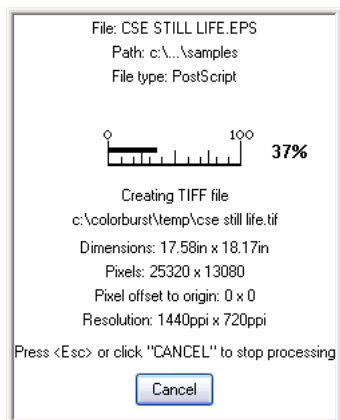 File: CSE STILL LIFE.EPS
Path: c:\...\samples
File type: PostScript
0 100
37%
Creating TIFF file
c:\colorburst\temp\cse still life.tif
Dimensions: 17.58in x 18.17in
Pixels: 25320 x 13080
Pixel offset to origin: 0 x 0
Resolution: 1440ppi x 720ppi
Press <Esc> or click "CANCEL" to stop processing
Cancel